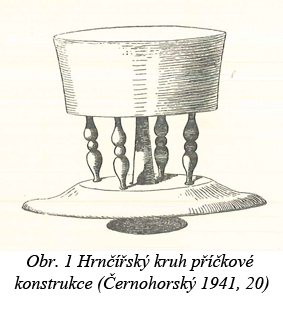 Obr. 1 Hrnčířský kruh příčkové
konstrukce (Černohorský 1941, 20)